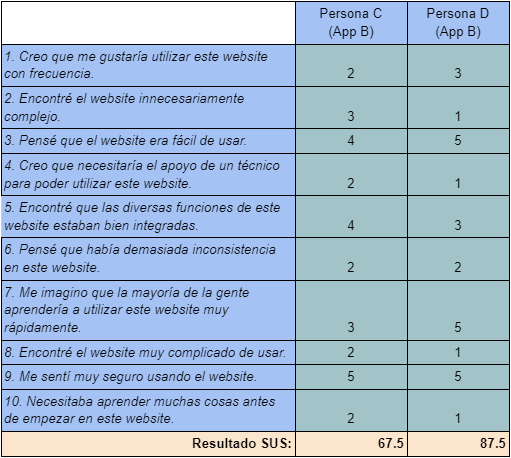 Persona C Persona D
(App B) (App B)
1. Creo que me gustaría utilizar este website
con frecuencia. 2 3
2. Encontré el website innecesariamente
complejo. 3 1
3. Pensé que el website era fácil de usar. 4 5
4. Creo que necesitaría el apoyo de un técnico
para poder utilizar este website. 2 1
5. Encontré que las diversas funciones de este
website estaban bien integradas. 4 3
6. Pensé que había demasiada inconsistencia
en este website. 2 2
7. Me imagino que la mayoría de la gente
aprendería a utilizar este website muy
rápidamente. 3 5
8. Encontré el website muy complicado de usar. 2 1
9. Me sentí muy seguro usando el website. 5 5
10. Necesitaba aprender muchas cosas antes
de empezar en este website. 2 1
Resultado SUS: 67.5 87.5